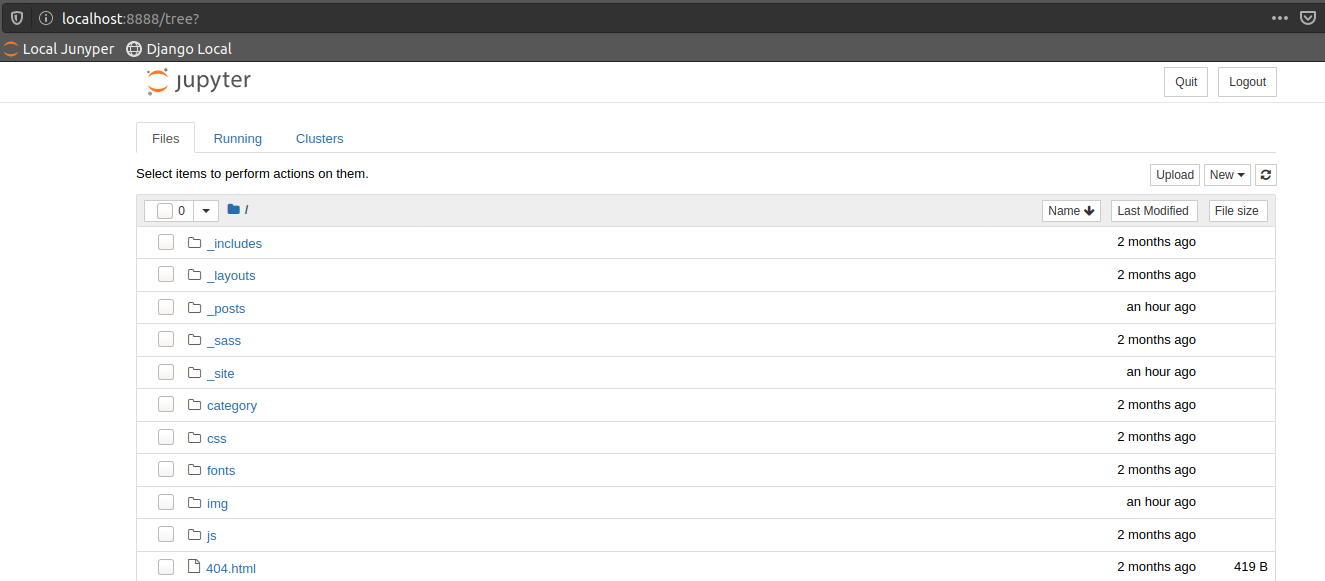 localhost:8888/tree?
Local Junyper Django Local
jupyter Quit Logout
Files Running Clusters
Select items to perform actions on them. Upload New
0 / Name Last Modified File size
_includes 2 months ago
_layouts 2 months ago
_posts an hour ago
_sass 2 months ago
_site an hour ago
category 2 months ago
css 2 months ago
fonts 2 months ago
img an hour ago
js 2 months ago
404.html 2 months ago 419 B